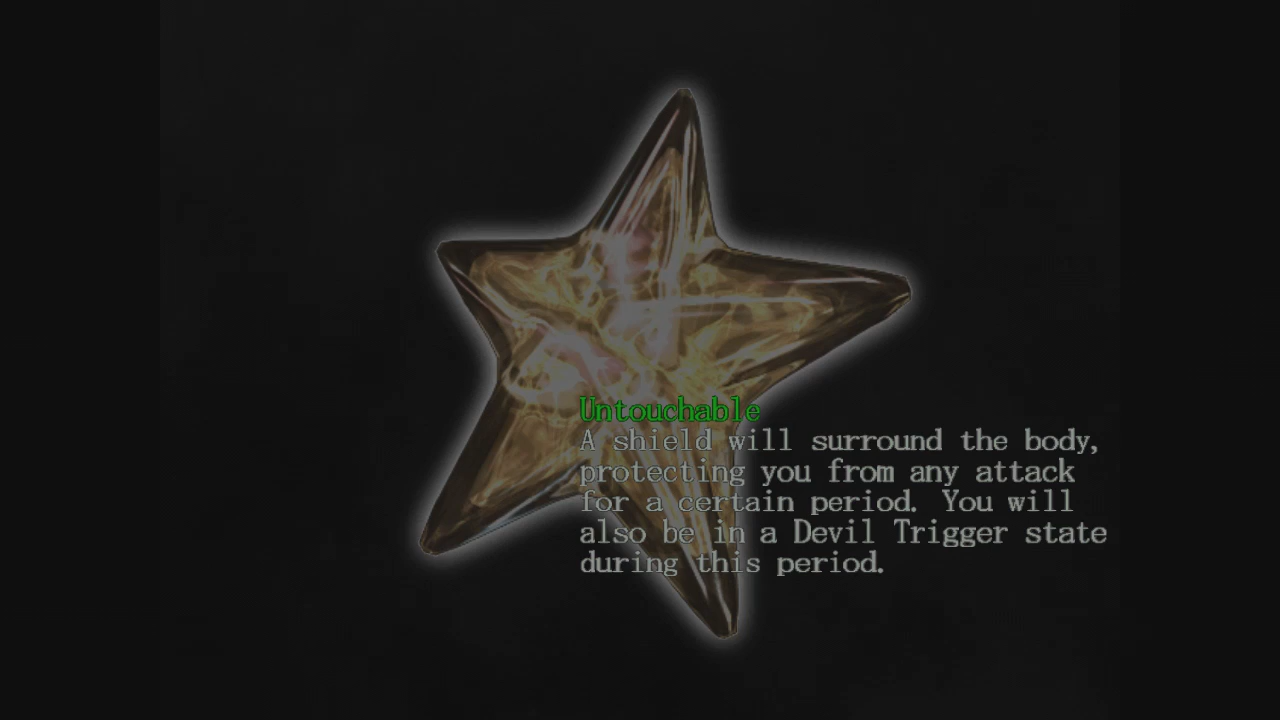 Untouchable
A shield will surround the body,
protecting you from any attack
for a certain period. You will
also be in a Devil Trigger state
during this period.